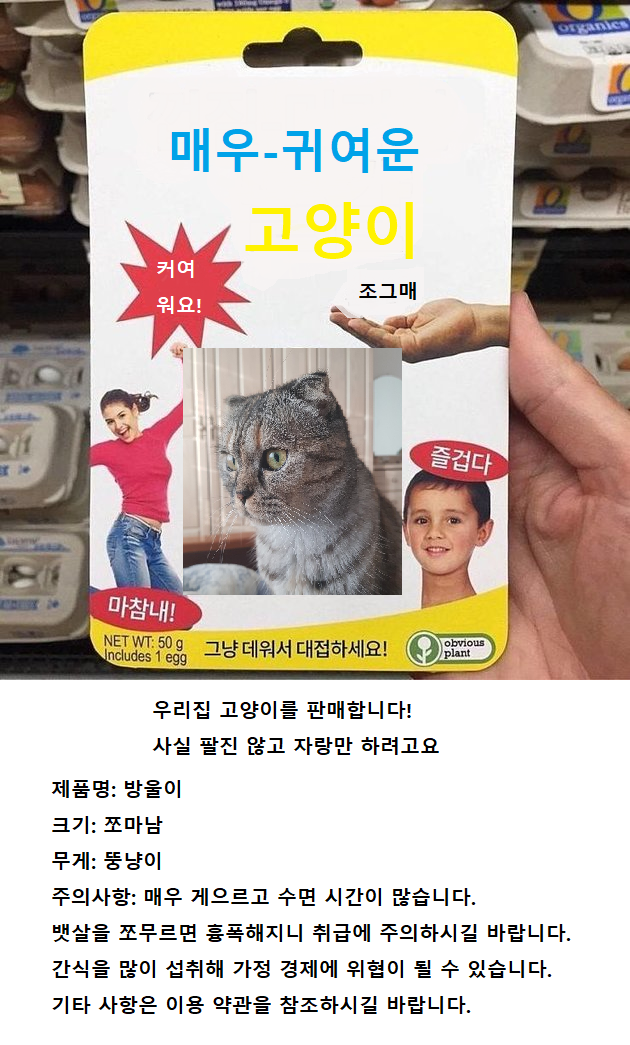 organics
매우-귀여운
고양이
커여
워요!
조그매
즐겁다
마참내!
NET WT: 50 g
Includes 1 egg
그냥 데워서 대접하세요!
obvious
plant
우리집 고양이를 판매합니다!
사실 팔진 않고 자랑만 하려고요
제품명: 방울이
크기: 쪼마남
무게: 뚱냥이
주의사항: 매우 게으르고 수면 시간이 많습니다.
뱃살을 쪼무르면 흉폭해지니 취급에 주의하시길 바랍니다.
간식을 많이 섭취해 가정 경제에 위협이 될 수 있습니다.
기타 사항은 이용 약관을 참조하시길 바랍니다.